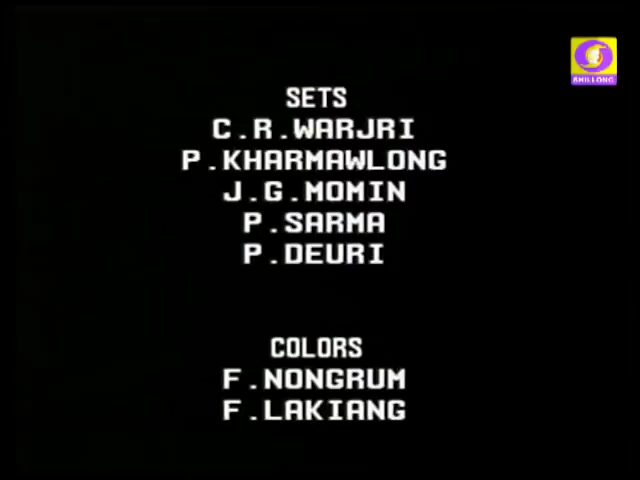 SHILLONG
SETS
C.R.WARJRI
P.KHARMAWLONG
J.G.MOMIN
P.SARMA
P.DEURI
COLORS
F.NONGRUM
F.LAKIANG